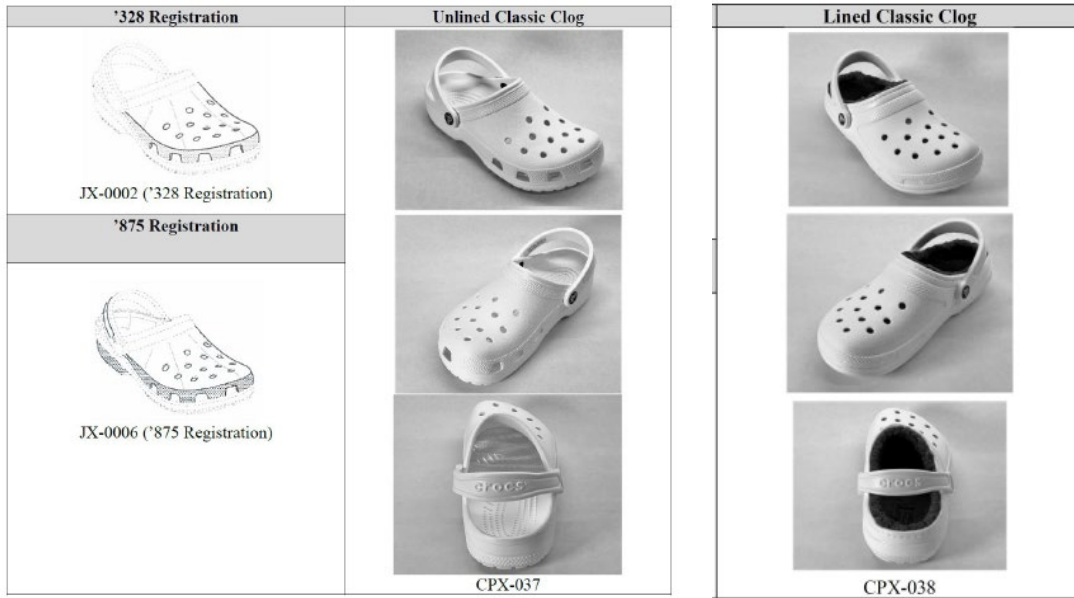 '328 Registration
JX-0002 ('328 Registration)
'875 Registration
JX-0006 ('875 Registration)
Unlined Classic Clog
crocs
CPX-037
Lined Classic Clog
CROCS
CPX-038